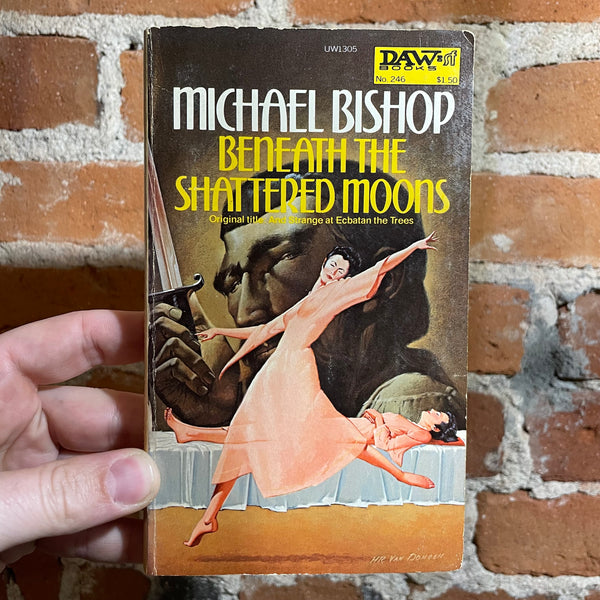 UW1305
DAW sf
BOOKS
No. 246 $1.50
MICHAEL BISHOP
BENEATH THE
SHATTERED MOONS
Original title: And Strange at Ecbatan the Trees
H.R. VAN DONGEN